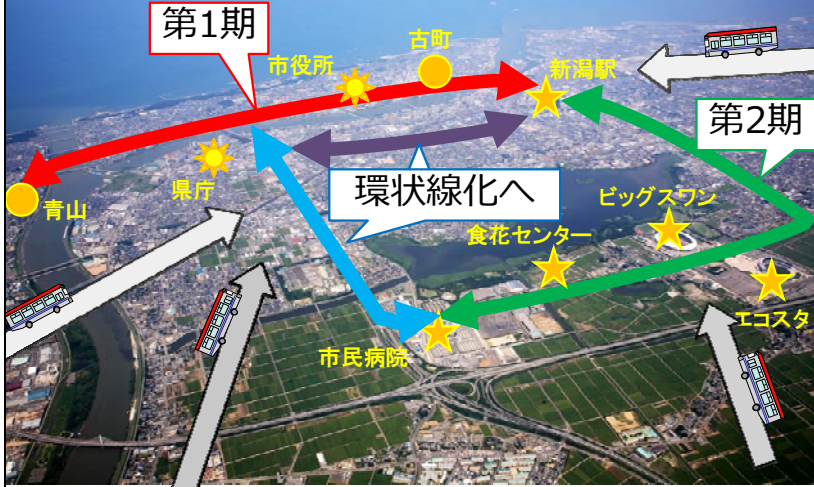 第1期
古町
市役所
新潟駅
第2期
環状線化へ
県庁
青山
ビッグスワン
食花センター
エコスタ
市民病院